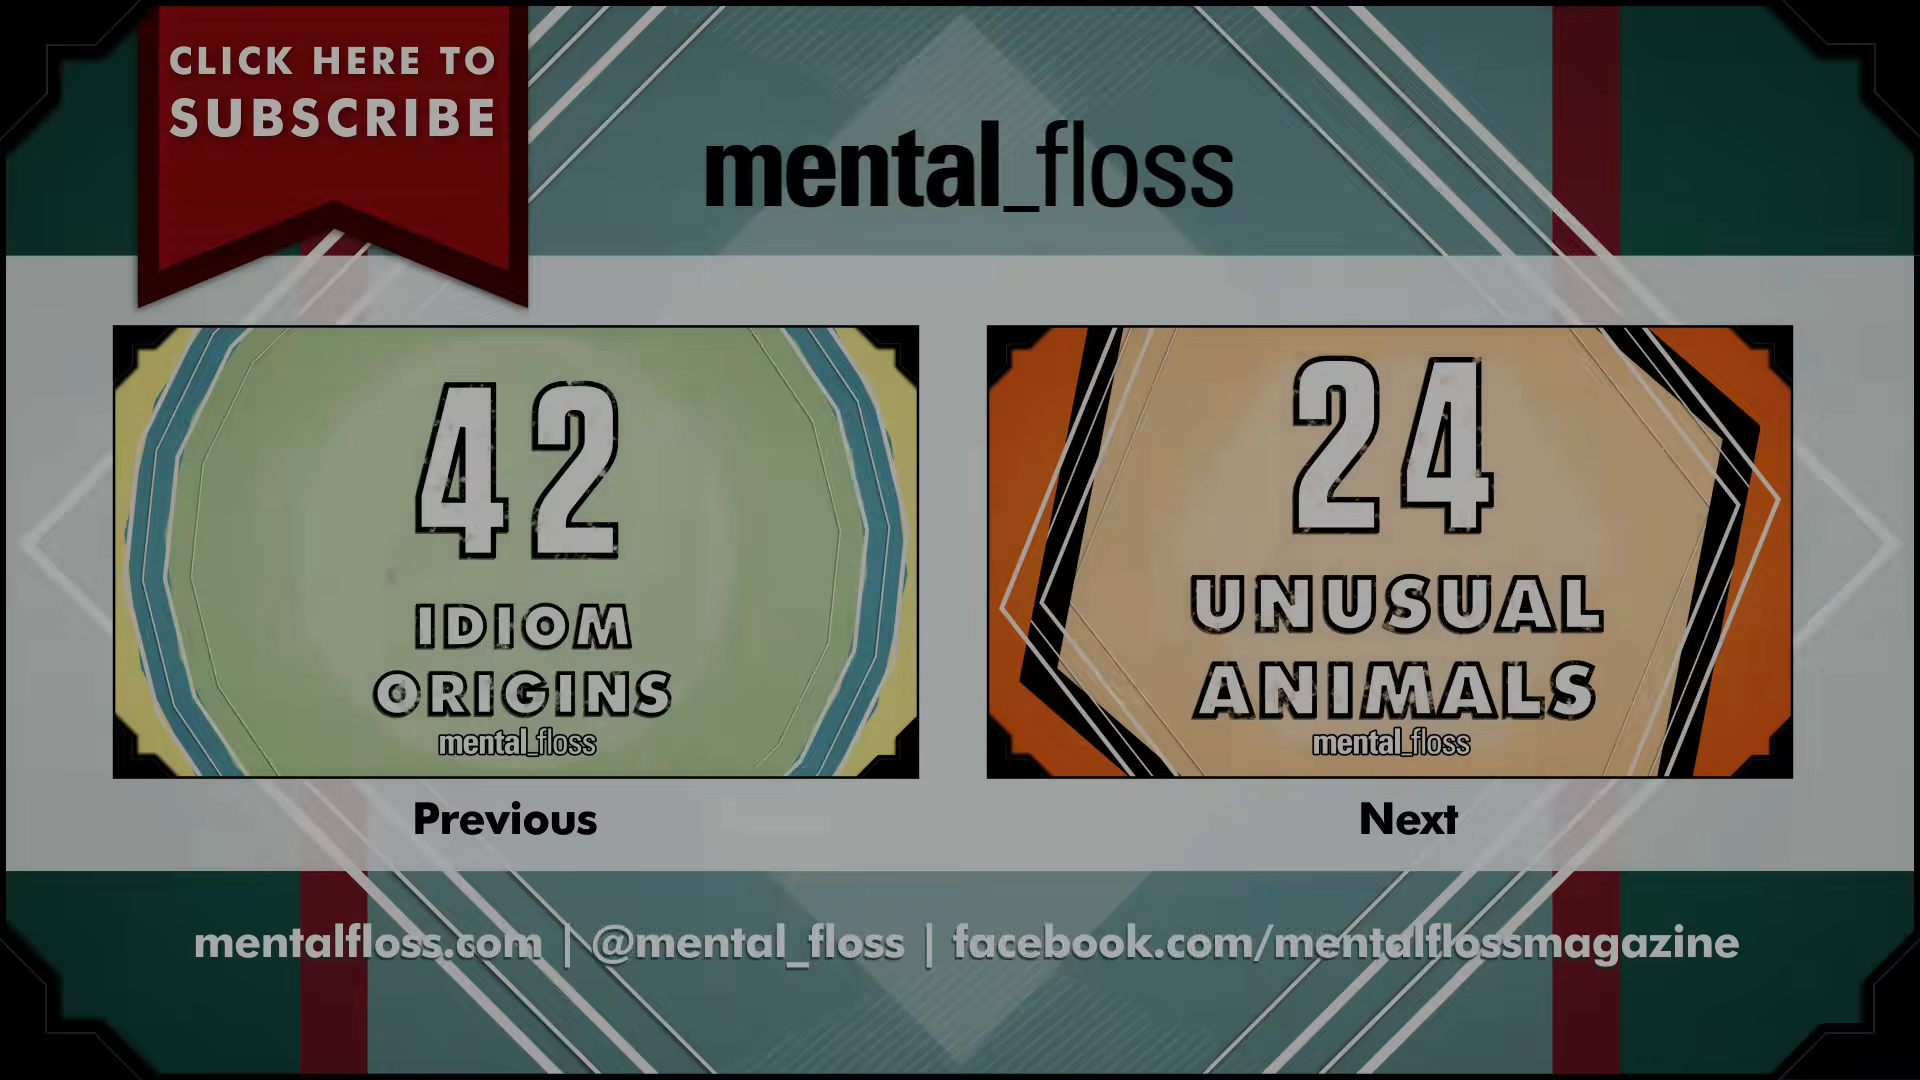 CLICK HERE TO
SUBSCRIBE
mental_floss
42
IDIOM
ORIGINS
mental_floss
Previous
24
UNUSUAL
ANIMALS
mental_floss
Next
mentalfloss.com | @mental_floss | facebook.com/mentalflossmagazine